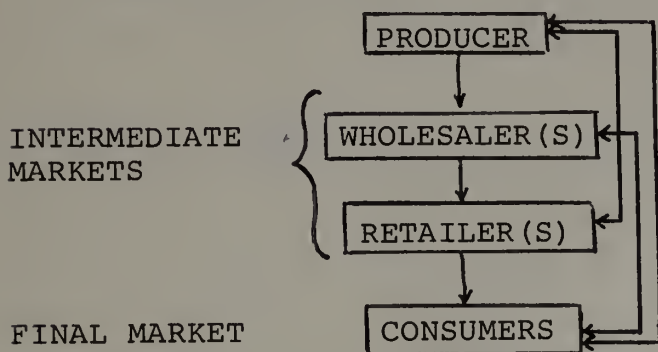 PRODUCER
INTERMEDIATE
MARKETS
WHOLESALER(S)
RETAILER(S)
FINAL MARKET
CONSUMERS